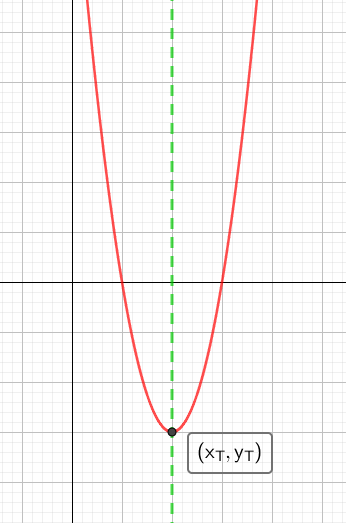 (x_T, y_T)